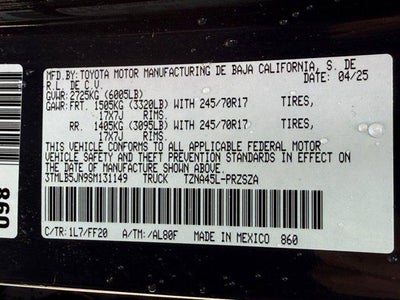 MFD.BY:TOYOTA MOTOR MANUFACTURING DE BAJA CALIFORNIA, S. DE
R.L. DE C.V. DATE: 04/25
GVWR:2725KG (6005LB)
GAWR:FRT. 1505KG (3320LB) WITH 245/70R17 TIRES,
17X7J RIMS.
RR. 1405KG (3095LB) WITH 245/70R17 TIRES,
17X7J RIMS.
THIS VEHICLE CONFORMS TO ALL APPLICABLE FEDERAL MOTOR
VEHICLE SAFETY AND THEFT PREVENTION STANDARDS IN EFFECT ON
THE DATE OF MANUFACTURE SHOWN ABOVE.
3TMLB5JN9SM131149 TRUCK TZNA45L-PRZSZA
C/TR:1L7/FF20 A/TM:/AL80F MADE IN MEXICO 860
098